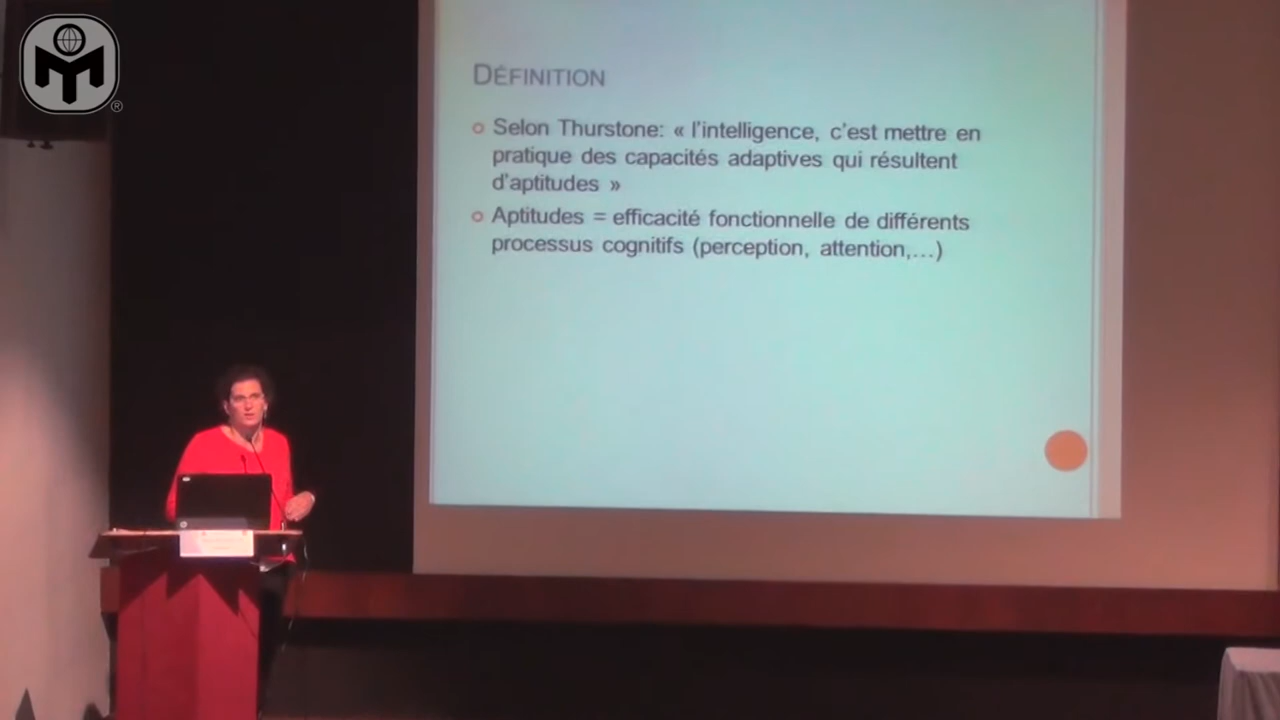 DÉFINITION
Selon Thurstone: « l'intelligence, c'est mettre en
pratique des capacités adaptives qui résultent
d'aptitudes »
Aptitudes = efficacité fonctionnelle de différents
processus cognitifs (perception, attention,...)
®